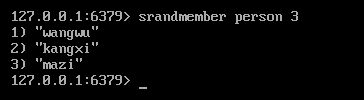 127.0.0.1:6379> srandmember person 3
1) "wangwu"
2) "kangxi"
3) "mazi"
127.0.0.1:6379> _